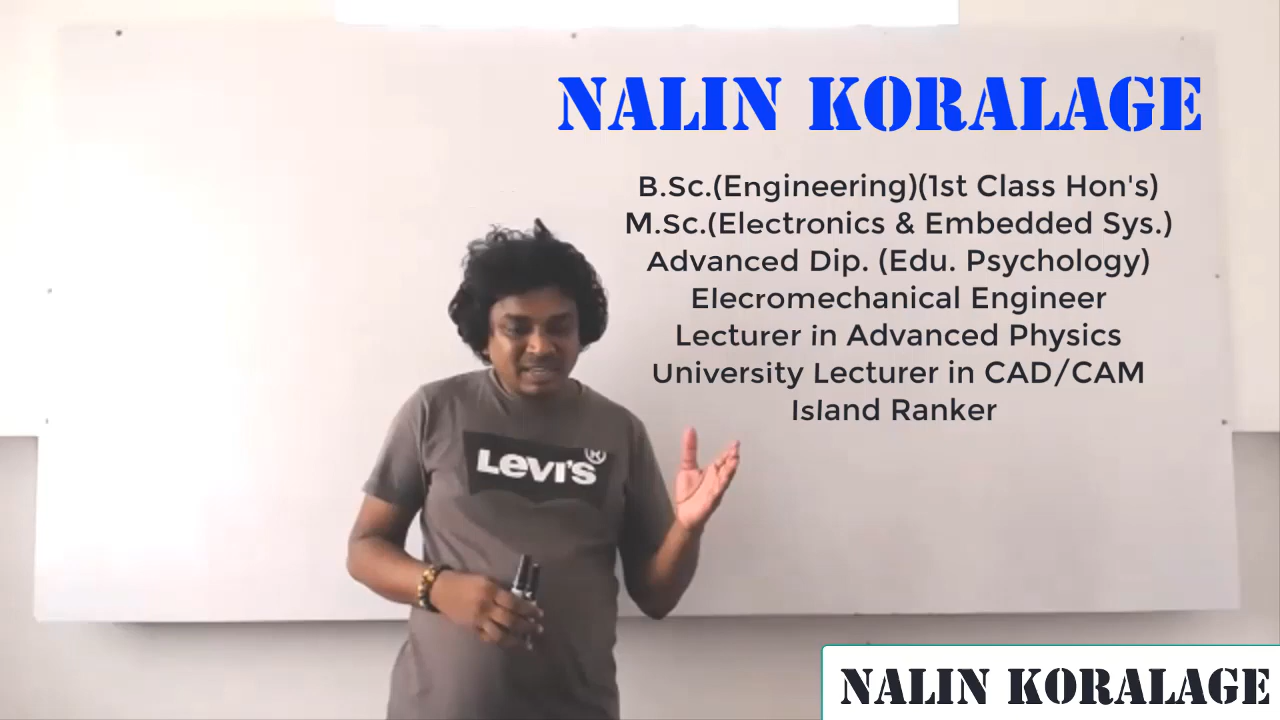 NALIN KORALAGE
B.Sc.(Engineering)(1st Class Hon's)
M.Sc.(Electronics & Embedded Sys.)
Advanced Dip. (Edu. Psychology)
Elecromechanical Engineer
Lecturer in Advanced Physics
University Lecturer in CAD/CAM
Island Ranker
LEVI'S®
NALIN KORALAGE